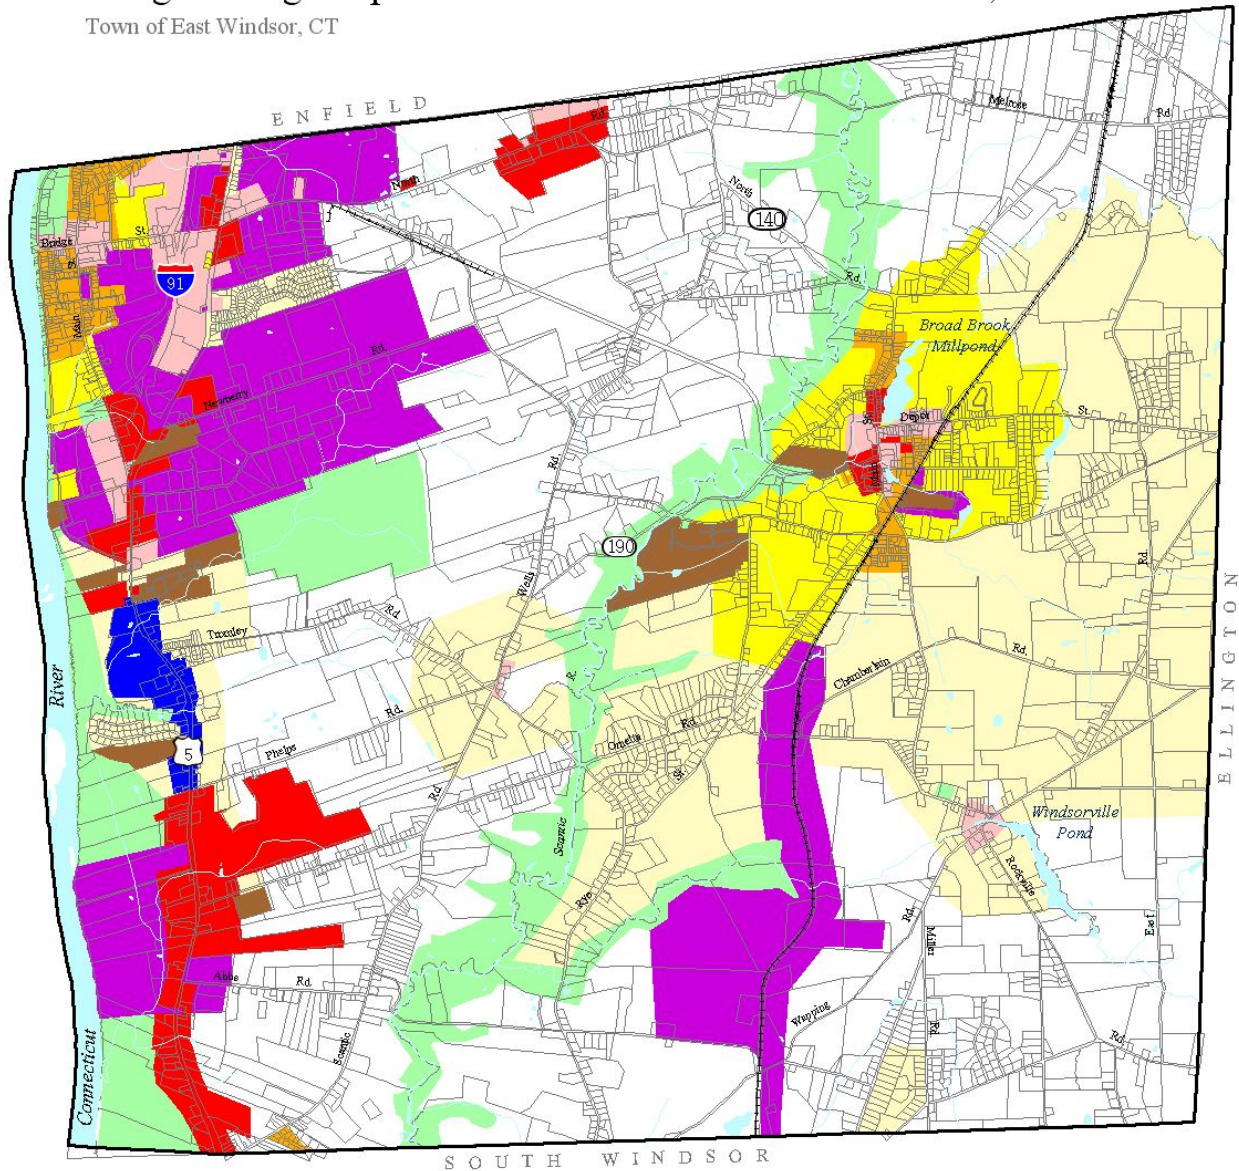 Town of East Windsor, CT
ENFIELD
Melrose
Rd.
Rd.
North
North
140
Bridge
St.
St.
Rd.
91
Main
Broad Brook
Millpond
Rd.
Newberry
St.
Depot
St.
Main
Rd.
190
Rd.
Wells
ELLINGTON
Rd.
Tromley
Rd.
Chamberlain
River
R.
Rd.
Omelia
Rd.
St
5
Phelps
Rd.
Windsorville
Pond
Scantic
Rockville
Rye
Rd.
Miller
East
Abbe
Rd.
Wapping
Rd.
Rd.
Scantic
Connecticut
SOUTH WINDSOR